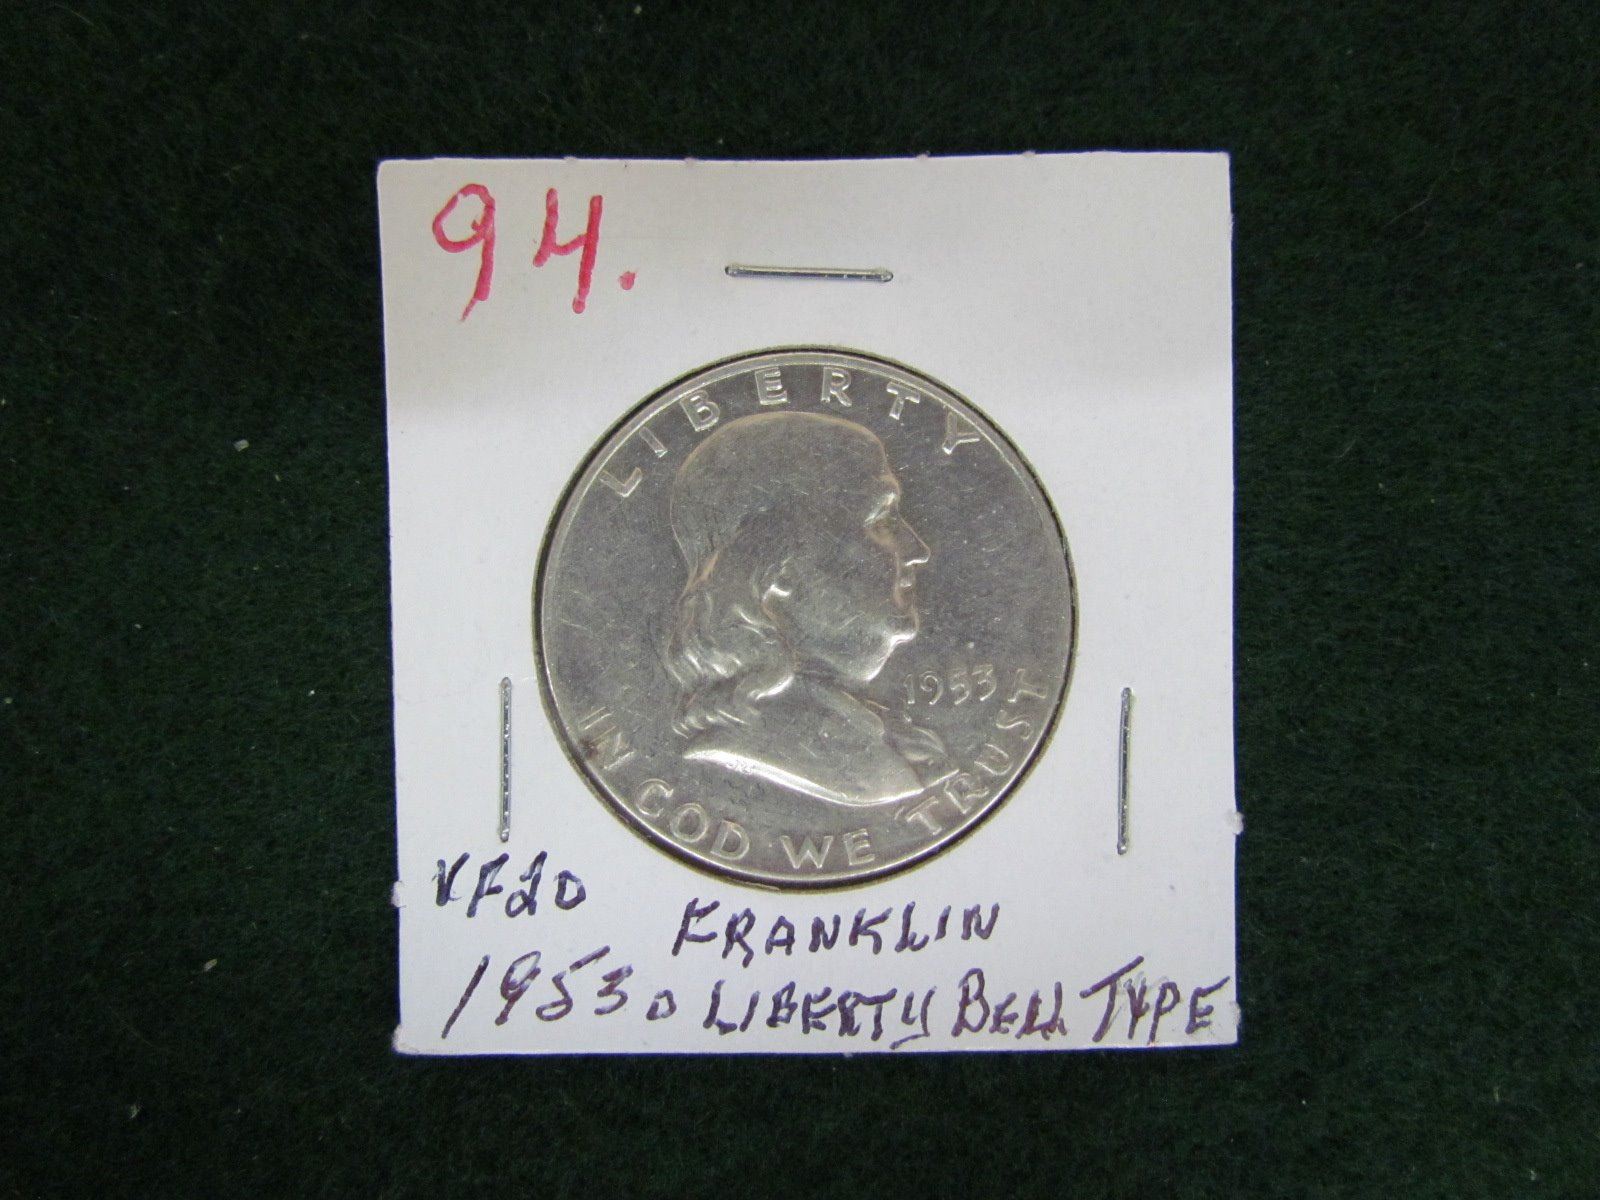 94.
LIBERTY
1953
IN GOD WE TRUST
VF20
FRANKLIN
1953 D LIBERTY BELL TYPE